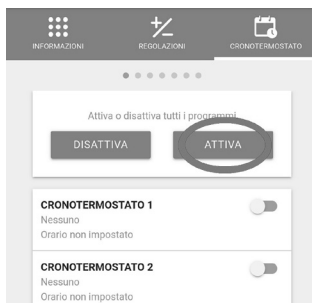 INFORMAZIONI REGOLAZIONI CRONOTERMOSTATO
Attiva o disattiva tutti i programmi
DISATTIVA ATTIVA
CRONOTERMOSTATO 1
Nessuno
Orario non impostato
CRONOTERMOSTATO 2
Nessuno
Orario non impostato